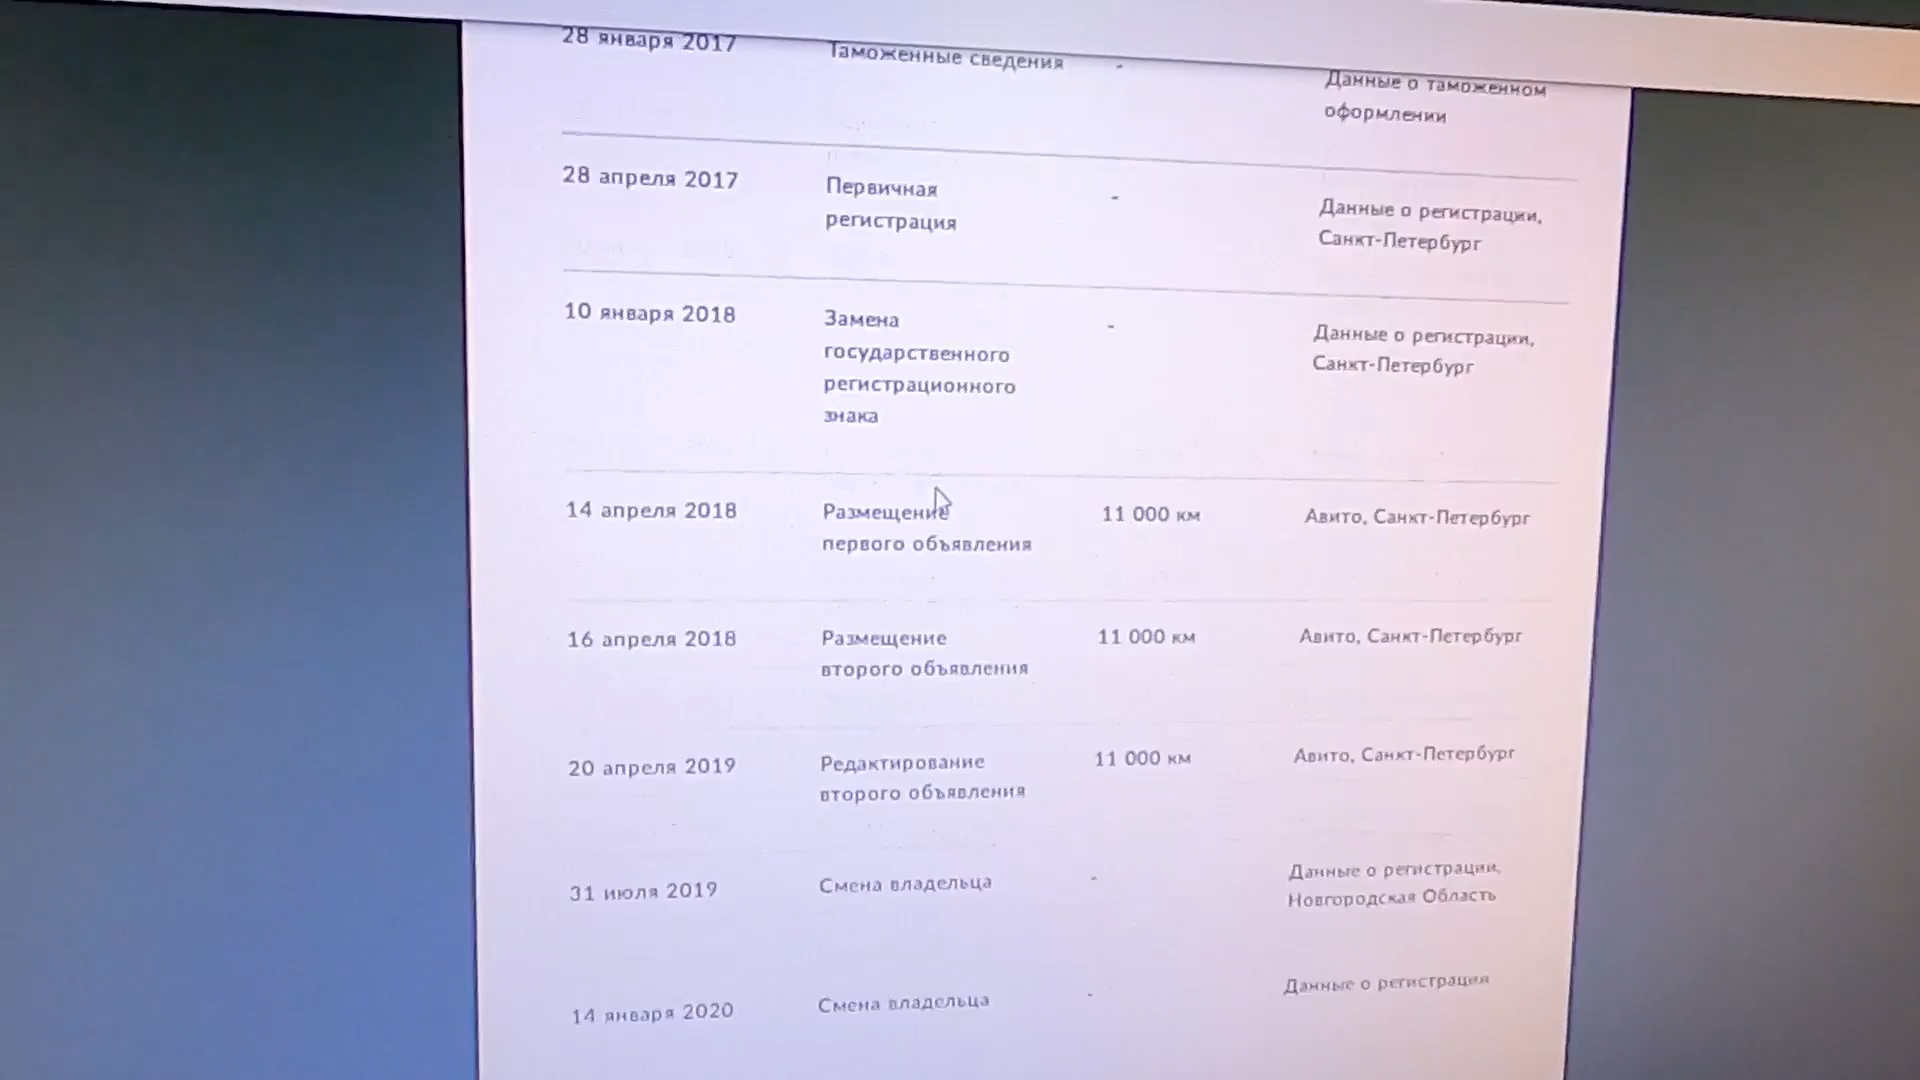 28 января 2017 Таможенные сведения - Данные о таможенном
оформлении
28 апреля 2017 Первичная - Данные о регистрации,
регистрация Санкт-Петербург
10 января 2018 Замена - Данные о регистрации,
государственного Санкт-Петербург
регистрационного
знака
14 апреля 2018 Размещение 11 000 км Авито, Санкт-Петербург
первого объявления
16 апреля 2018 Размещение 11 000 км Авито, Санкт-Петербург
второго объявления
20 апреля 2019 Редактирование 11 000 км Авито, Санкт-Петербург
второго объявления
31 июля 2019 Смена владельца - Данные о регистрации,
Новгородская Область
14 января 2020 Смена владельца - Данные о регистрации